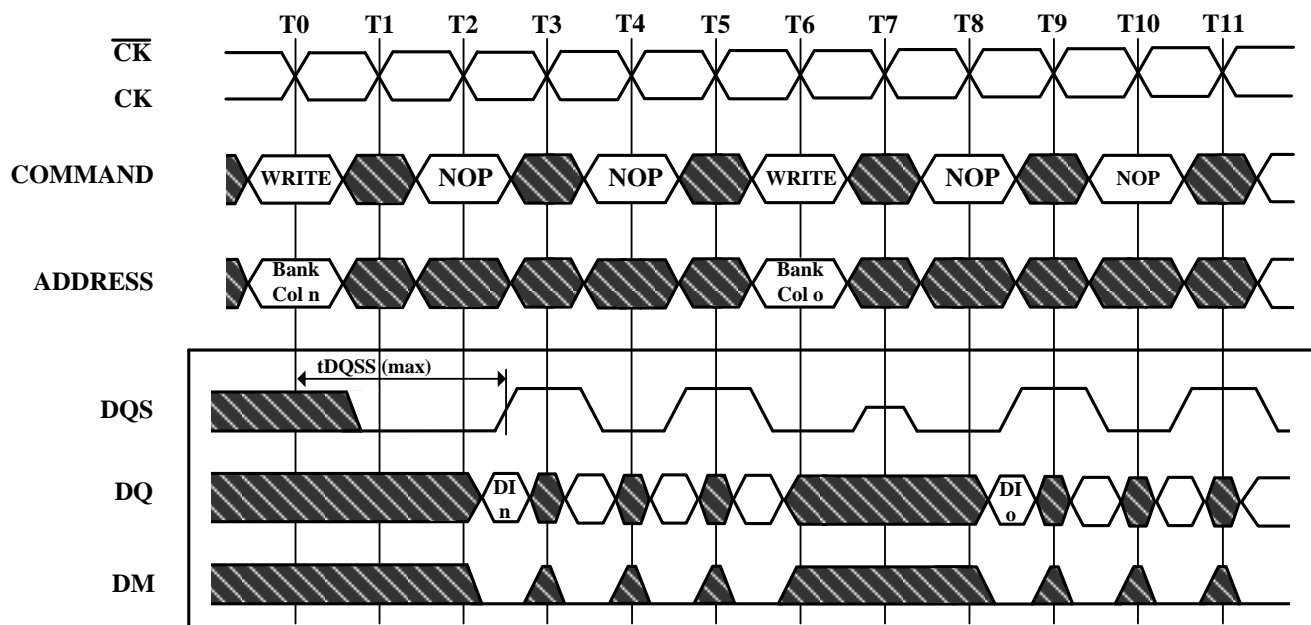 T0 T1 T2 T3 T4 T5 T6 T7 T8 T9 T10 T11
CK
CK
COMMAND WRITE NOP NOP WRITE NOP NOP
ADDRESS Bank Col n Bank Col o
tDQSS (max)
DQS
DQ DI n DI o
DM